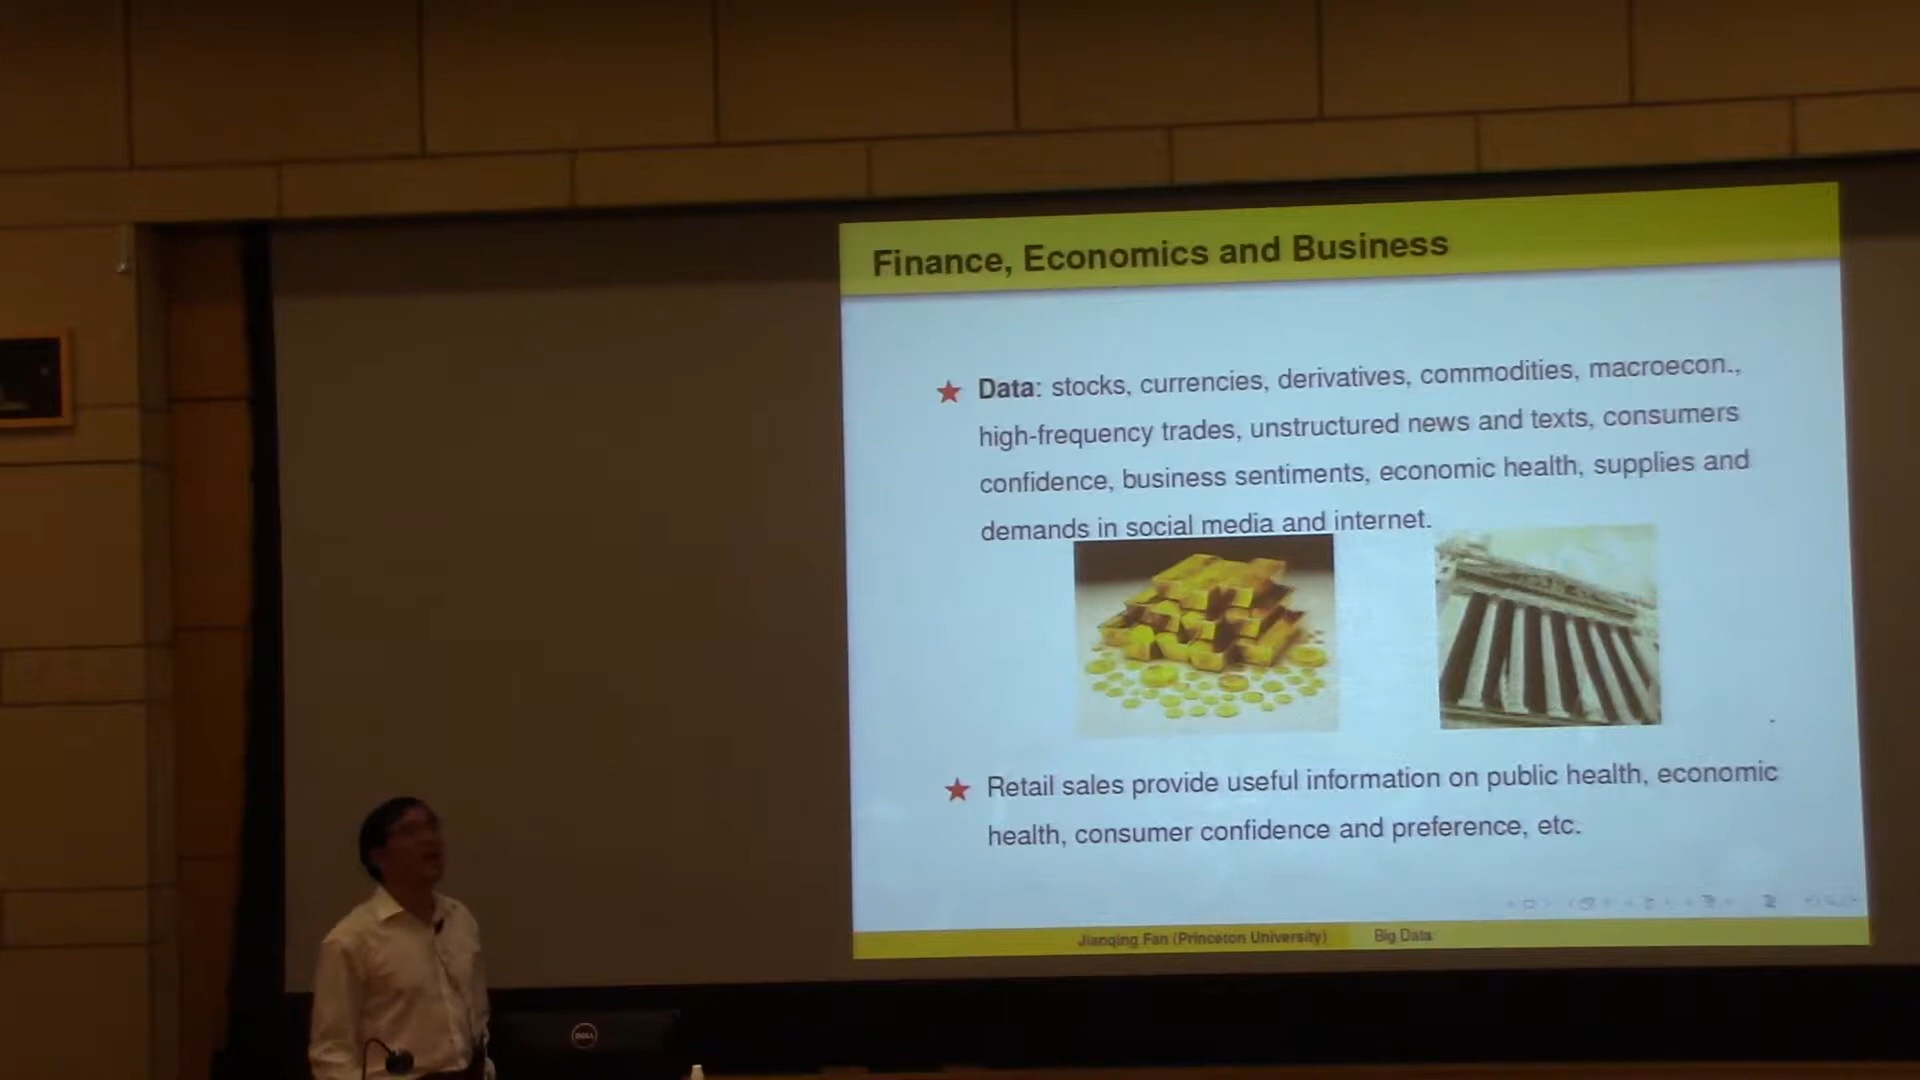 Finance, Economics and Business
Data: stocks, currencies, derivatives, commodities, macroecon.,
high-frequency trades, unstructured news and texts, consumers
confidence, business sentiments, economic health, supplies and
demands in social media and internet.
Retail sales provide useful information on public health, economic
health, consumer confidence and preference, etc.
Jianqing Fan (Princeton University) Big Data
DELL